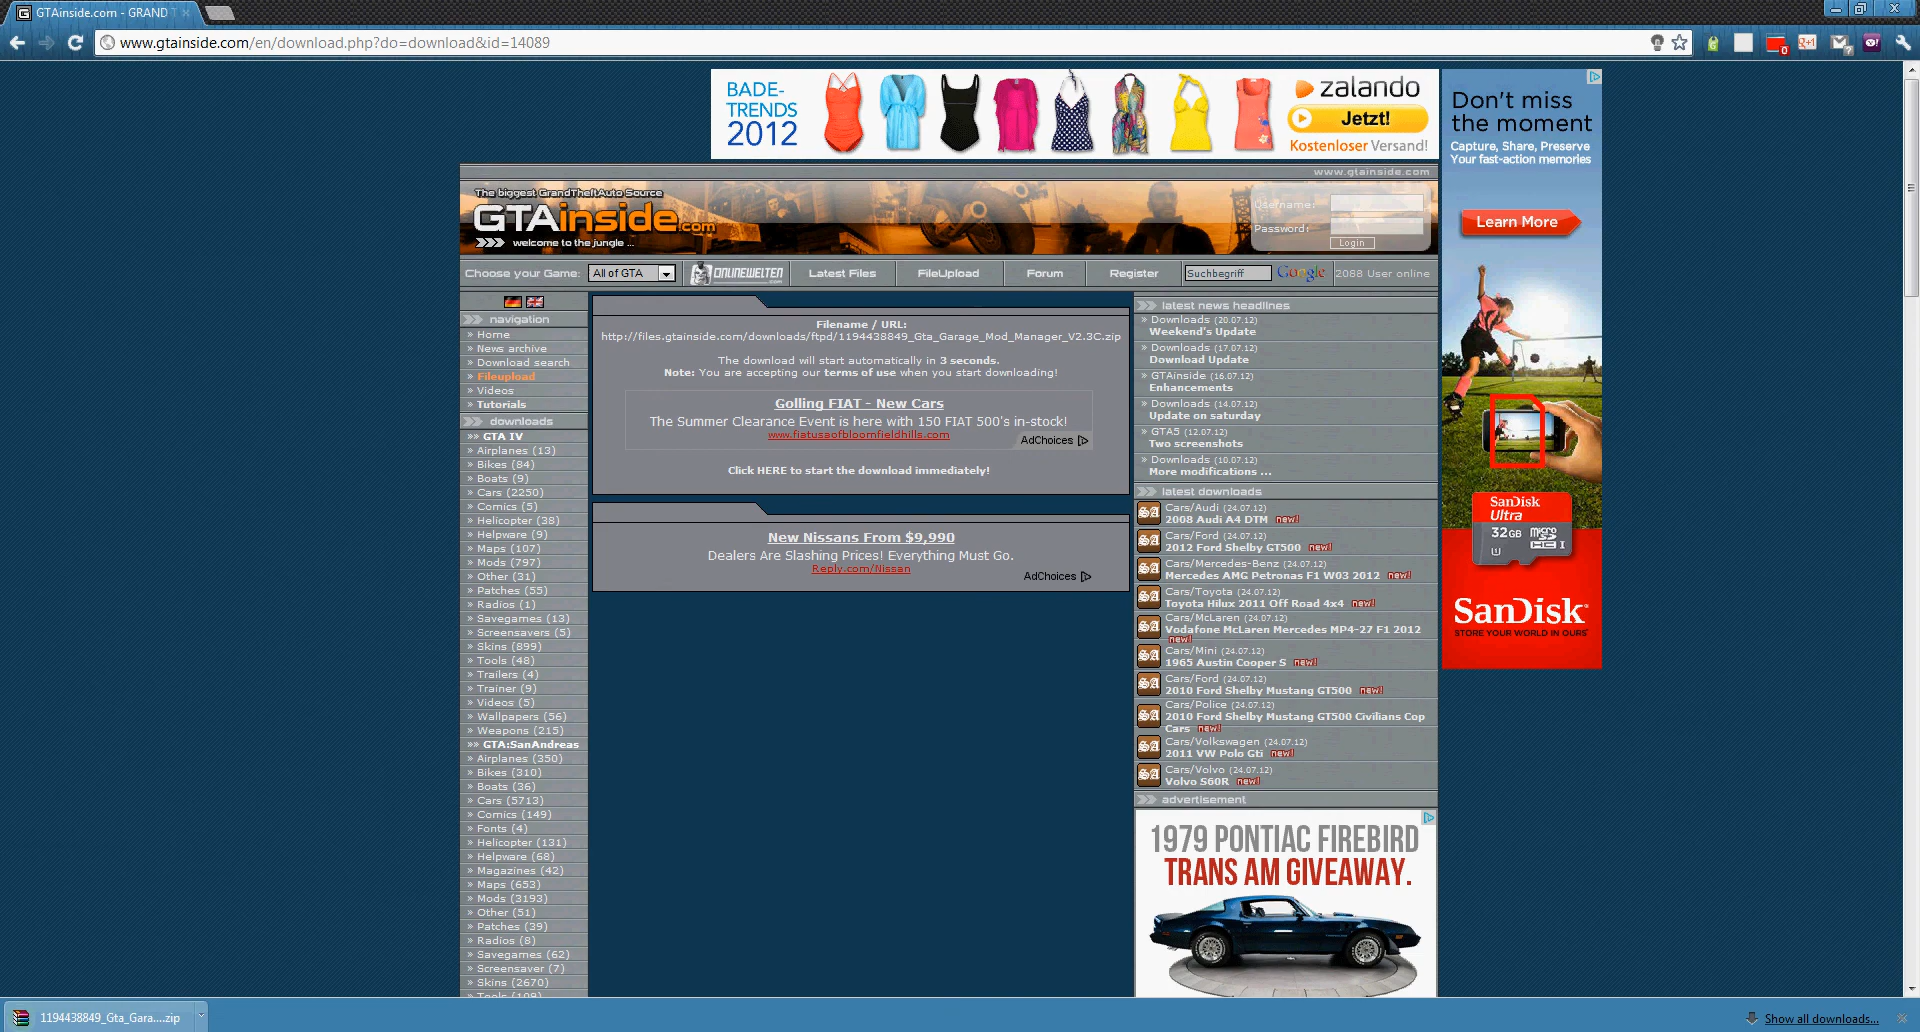 GTAinside.com - GRAND T
www.gtainside.com/en/download.php?do=download&id=14089
BADE-
TRENDS
2012
zalando
Jetzt!
Kostenloser Versand!
Don't miss
the moment
Capture, Share, Preserve
Your fast-action memories
Learn More
SanDisk
Ultra
32GB
micro
SD
HC I
SanDisk
STORE YOUR WORLD IN OURS
www.gtainside.com
The biggest GrandTheftAuto Source
GTAinside.com
welcome to the jungle ...
Username:
Password:
Login
Choose your Game:
All of GTA
ONLINEWELTEN
.com
Latest Files
FileUpload
Forum
Register
Suchbegriff
Google
2088 User online
navigation
» Home
» News archive
» Download search
» Fileupload
» Videos
» Tutorials
downloads
»» GTA IV
» Airplanes (13)
» Bikes (84)
» Boats (9)
» Cars (2250)
» Comics (5)
» Helicopter (38)
» Helpware (9)
» Maps (107)
» Mods (797)
» Other (31)
» Patches (55)
» Radios (1)
» Savegames (13)
» Screensavers (5)
» Skins (899)
» Tools (48)
» Trailers (4)
» Trainer (9)
» Videos (5)
» Wallpapers (56)
» Weapons (215)
»» GTA:SanAndreas
» Airplanes (350)
» Bikes (310)
» Boats (36)
» Cars (5713)
» Comics (149)
» Fonts (4)
» Helicopter (131)
» Helpware (68)
» Magazines (42)
» Maps (653)
» Mods (3193)
» Other (51)
» Patches (39)
» Radios (8)
» Savegames (62)
» Screensaver (7)
» Skins (2670)
Filename / URL:
http://files.gtainside.com/downloads/ftpd/1194438849_Gta_Garage_Mod_Manager_V2.3C.zip
The download will start automatically in 3 seconds.
Note: You are accepting our terms of use when you start downloading!
Golling FIAT - New Cars
The Summer Clearance Event is here with 150 FIAT 500's in-stock!
www.fiatusaofbloomfieldhills.com
AdChoices
Click HERE to start the download immediately!
New Nissans From $9,990
Dealers Are Slashing Prices! Everything Must Go.
Reply.com/Nissan
AdChoices
latest news headlines
» Downloads (20.07.12)
Weekend's Update
» Downloads (17.07.12)
Download Update
» GTAinside (16.07.12)
Enhancements
» Downloads (14.07.12)
Update on saturday
» GTA5 (12.07.12)
Two screenshots
» Downloads (10.07.12)
More modifications ...
latest downloads
Cars/Audi (24.07.12)
2008 Audi A4 DTM new!
Cars/Ford (24.07.12)
2012 Ford Shelby GT500 new!
Cars/Mercedes-Benz (24.07.12)
Mercedes AMG Petronas F1 W03 2012 new!
Cars/Toyota (24.07.12)
Toyota Hilux 2011 Off Road 4x4 new!
Cars/McLaren (24.07.12)
Vodafone McLaren Mercedes MP4-27 F1 2012
new!
Cars/Mini (24.07.12)
1965 Austin Cooper S new!
Cars/Ford (24.07.12)
2010 Ford Shelby Mustang GT500 new!
Cars/Police (24.07.12)
2010 Ford Shelby Mustang GT500 Civilians Cop
Cars new!
Cars/Volkswagen (24.07.12)
2011 VW Polo Gti new!
Cars/Volvo (24.07.12)
Volvo S60R new!
advertisement
1979 PONTIAC FIREBIRD
TRANS AM GIVEAWAY.
1194438849_Gta_Gara....zip
Show all downloads...